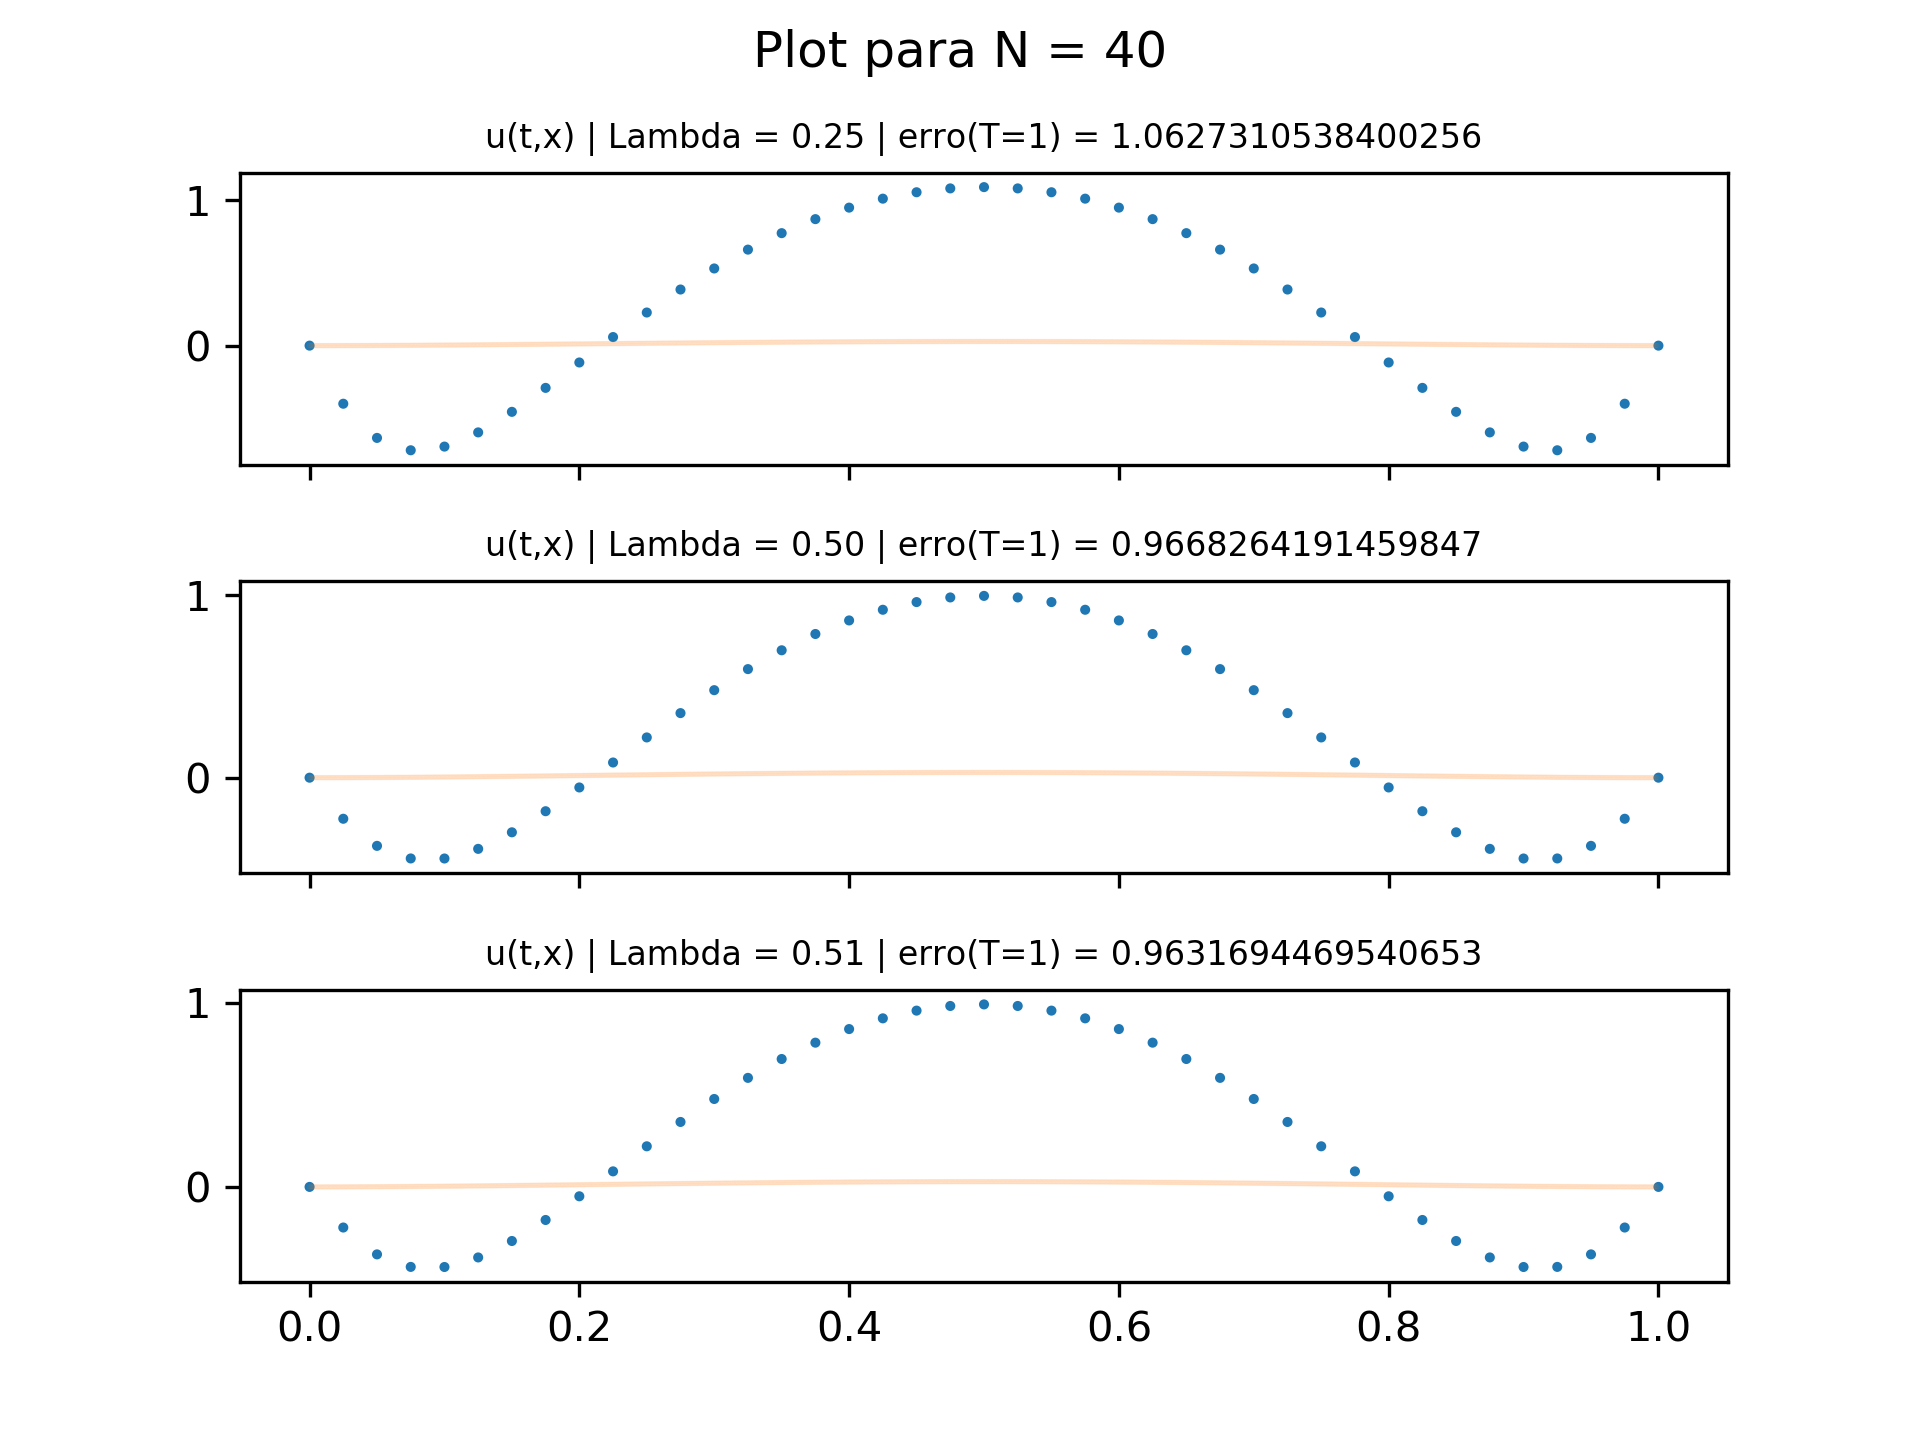 Plot para N = 40
u(t,x) | Lambda = 0.25 | erro(T=1) = 1.0627310538400256
1
0
u(t,x) | Lambda = 0.50 | erro(T=1) = 0.9668264191459847
1
0
u(t,x) | Lambda = 0.51 | erro(T=1) = 0.9631694469540653
1
0
0.0 0.2 0.4 0.6 0.8 1.0